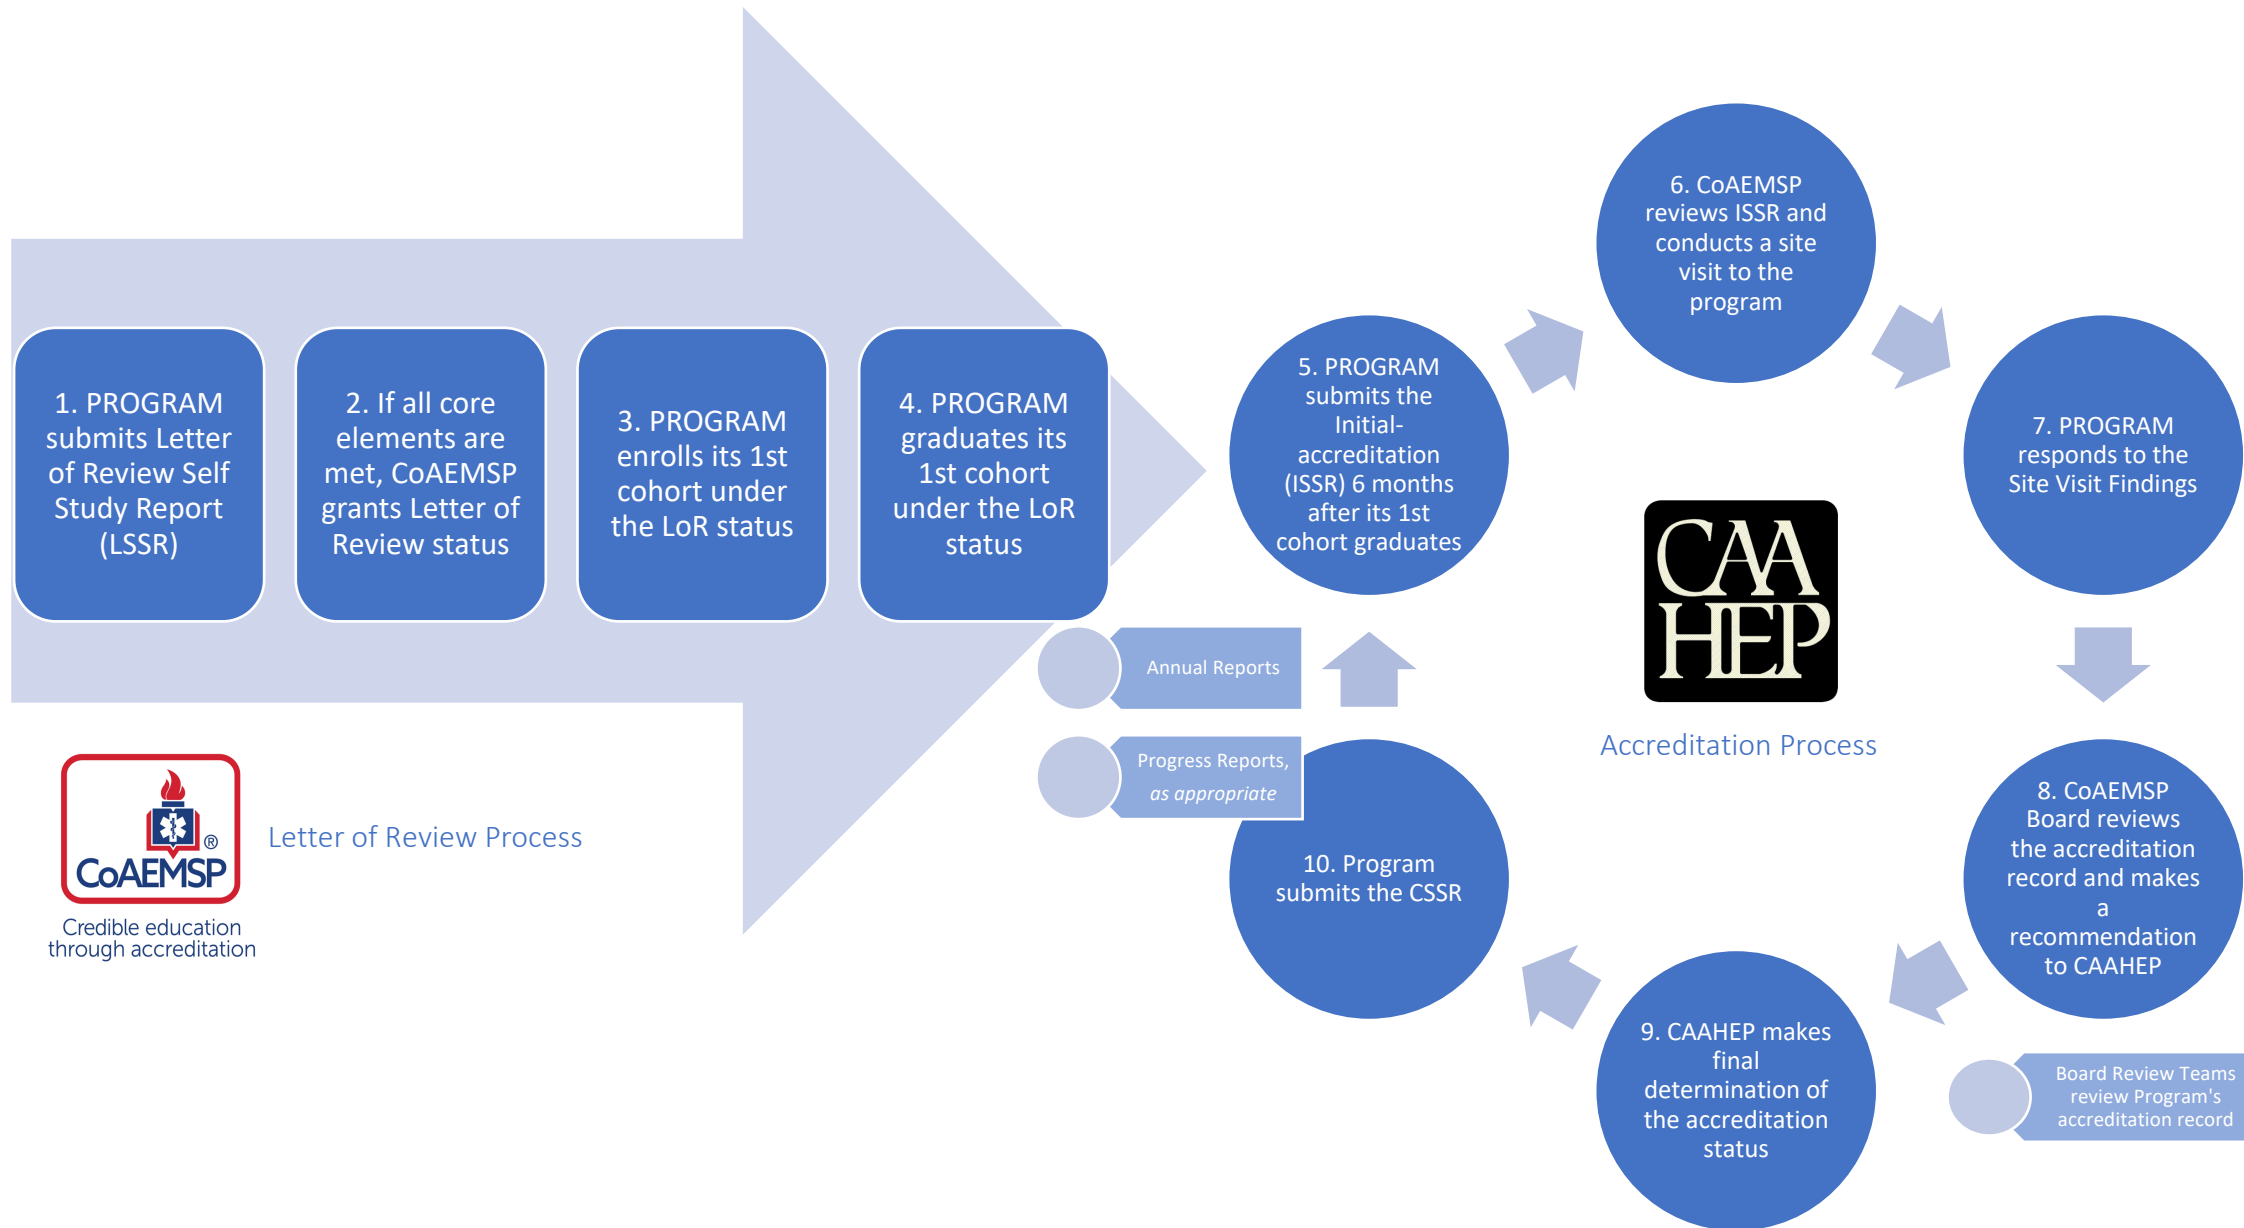 1. PROGRAM
submits Letter
of Review Self
Study Report
(LSSR)
2. If all core
elements are
met, CoAEMSP
grants Letter of
Review status
3. PROGRAM
enrolls its 1st
cohort under
the LoR status
4. PROGRAM
graduates its
1st cohort
under the LoR
status
CoAEMSP
®
Credible education
through accreditation
Letter of Review Process
5. PROGRAM
submits the
Initial-
accreditation
(ISSR) 6 months
after its 1st
cohort graduates
6. CoAEMSP
reviews ISSR and
conducts a site
visit to the
program
7. PROGRAM
responds to the
Site Visit Findings
8. CoAEMSP
Board reviews
the accreditation
record and makes
a
recommendation
to CAAHEP
Board Review Teams
review Program's
accreditation record
9. CAAHEP makes
final
determination of
the accreditation
status
10. Program
submits the CSSR
Annual Reports
Progress Reports,
as appropriate
CAA
HEP
Accreditation Process